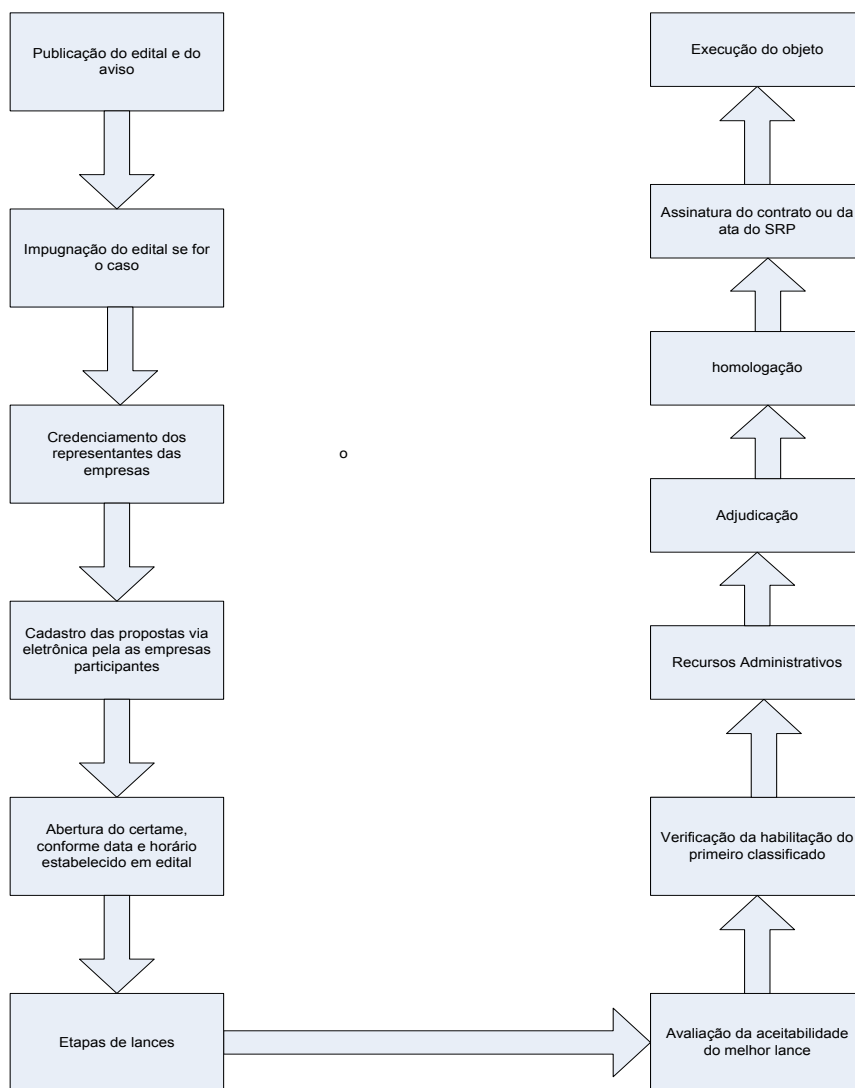 Publicação do edital e do
aviso
Impugnação do edital se for
o caso
Credenciamento dos
representantes das
empresas
o
Cadastro das propostas via
eletrônica pela as empresas
participantes
Abertura do certame,
conforme data e horário
estabelecido em edital
Etapas de lances
Avaliação da aceitabilidade
do melhor lance
Verificação da habilitação do
primeiro classificado
Recursos Administrativos
Adjudicação
homologação
Assinatura do contrato ou da
ata do SRP
Execução do objeto